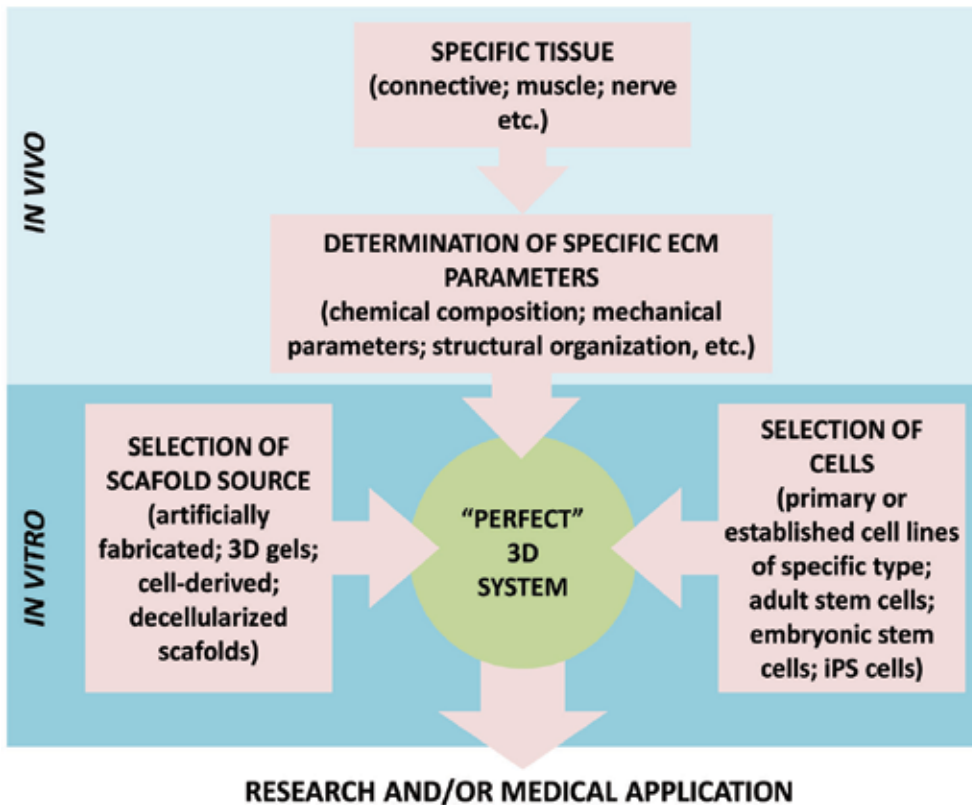 IN VIVO
SPECIFIC TISSUE
(connective; muscle; nerve
etc.)
DETERMINATION OF SPECIFIC ECM
PARAMETERS
(chemical composition; mechanical
parameters; structural organization, etc.)
IN VITRO
SELECTION OF
SCAFOLD SOURCE
(artificially
fabricated; 3D gels;
cell-derived;
decellularized
scafolds)
“PERFECT”
3D
SYSTEM
SELECTION OF
CELLS
(primary or
established cell lines
of specific type;
adult stem cells;
embryonic stem
cells; iPS cells)
RESEARCH AND/OR MEDICAL APPLICATION